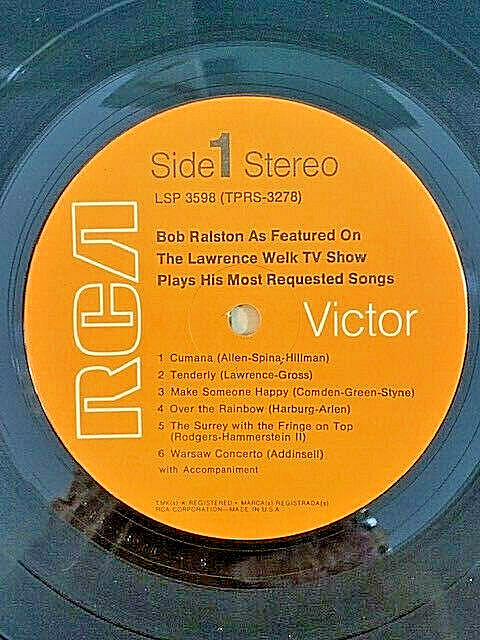 Side 1 Stereo
LSP 3598 (TPRS-3278)
Bob Ralston As Featured On
The Lawrence Welk TV Show
Plays His Most Requested Songs
RCA
Victor
1 Cumana (Allen-Spina-Hillman)
2 Tenderly (Lawrence-Gross)
3 Make Someone Happy (Comden-Green-Styne)
4 Over the Rainbow (Harburg-Arlen)
5 The Surrey with the Fringe on Top
(Rodgers-Hammerstein II)
6 Warsaw Concerto (Addinsell)
with Accompaniment
TMK(s) ® REGISTERED • MARCA(s) REGISTRADA(s)
RCA CORPORATION—MADE IN U.S.A.